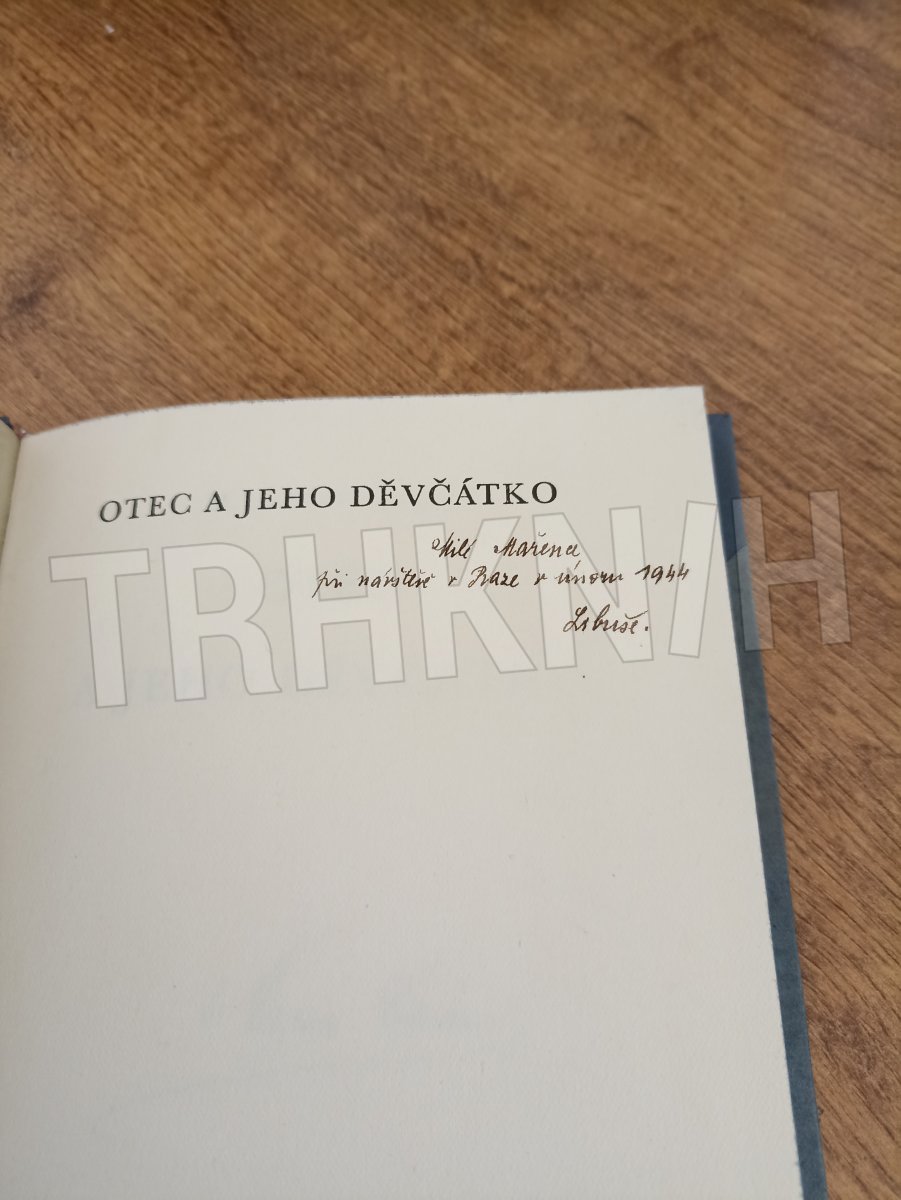 OTEC A JEHO DĚVČÁTKO
Milé Mařence
při návštěvě v Praze v únoru 1944
Libuše.
TRHKNIH